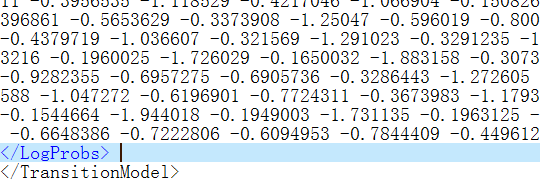 11 -0.3956535 -1.118529 -0.4217046 -1.066904 -0.150826
396861 -0.5653629 -0.3373908 -1.25047 -0.596019 -0.800
-0.4379719 -1.036607 -0.321569 -1.291023 -0.3291235 -1
3216 -0.1960025 -1.726029 -0.1650032 -1.883158 -0.3073
-0.9282355 -0.6957275 -0.6905736 -0.3286443 -1.272605
588 -1.047272 -0.6196901 -0.7724311 -0.3673983 -1.1793
-0.1544664 -1.944018 -0.1949003 -1.731135 -0.1963125 -
-0.6648386 -0.7222806 -0.6094953 -0.7844409 -0.449612
</LogProbs>
</TransitionModel>